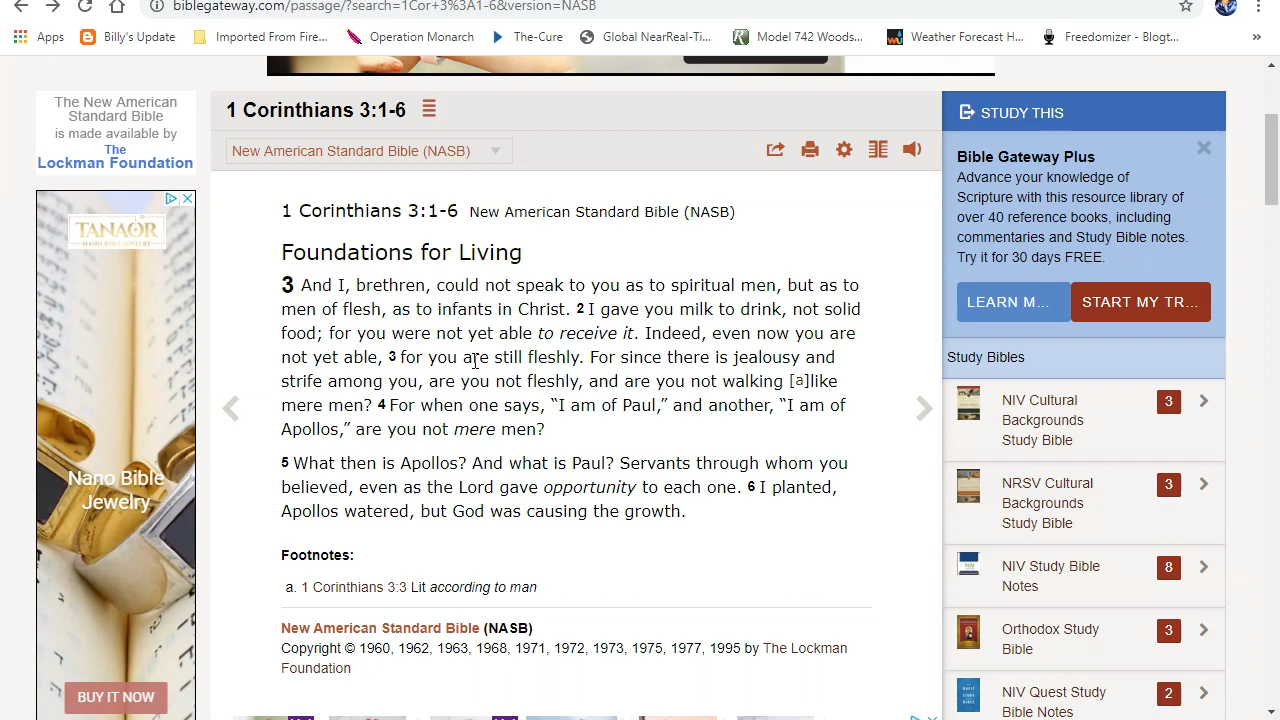 biblegateway.com/passage/?search=1Cor+3%3A1-6&version=NASB
Apps
Billy's Update
Imported From Fire...
Operation Monarch
The-Cure
Global NearReal-Ti...
Model 742 Woods...
Weather Forecast H...
Freedomizer - Blogt...
»
The New American
Standard Bible
is made available by
The
Lockman Foundation
TANAOR
NANO BIBLE JEWELRY
Nano Bible
Jewelry
BUY IT NOW
1 Corinthians 3:1-6
New American Standard Bible (NASB)
1 Corinthians 3:1-6 New American Standard Bible (NASB)
Foundations for Living
3 And I, brethren, could not speak to you as to spiritual men, but as to
men of flesh, as to infants in Christ. 2 I gave you milk to drink, not solid
food; for you were not yet able to receive it. Indeed, even now you are
not yet able, 3 for you are still fleshly. For since there is jealousy and
strife among you, are you not fleshly, and are you not walking [a]like
mere men? 4 For when one says, “I am of Paul,” and another, “I am of
Apollos,” are you not mere men?
5 What then is Apollos? And what is Paul? Servants through whom you
believed, even as the Lord gave opportunity to each one. 6 I planted,
Apollos watered, but God was causing the growth.
Footnotes:
a. 1 Corinthians 3:3 Lit according to man
New American Standard Bible (NASB)
Copyright © 1960, 1962, 1963, 1968, 1971, 1972, 1973, 1975, 1977, 1995 by The Lockman
Foundation
STUDY THIS
Bible Gateway Plus
Advance your knowledge of
Scripture with this resource library of
over 40 reference books, including
commentaries and Study Bible notes.
Try it for 30 days FREE.
LEARN M...
START MY TR...
Study Bibles
NIV Cultural
Backgrounds
Study Bible
3
NRSV Cultural
Backgrounds
Study Bible
3
NIV Study Bible
Notes
8
Orthodox Study
Bible
3
NIV Quest Study
Bible Notes
2